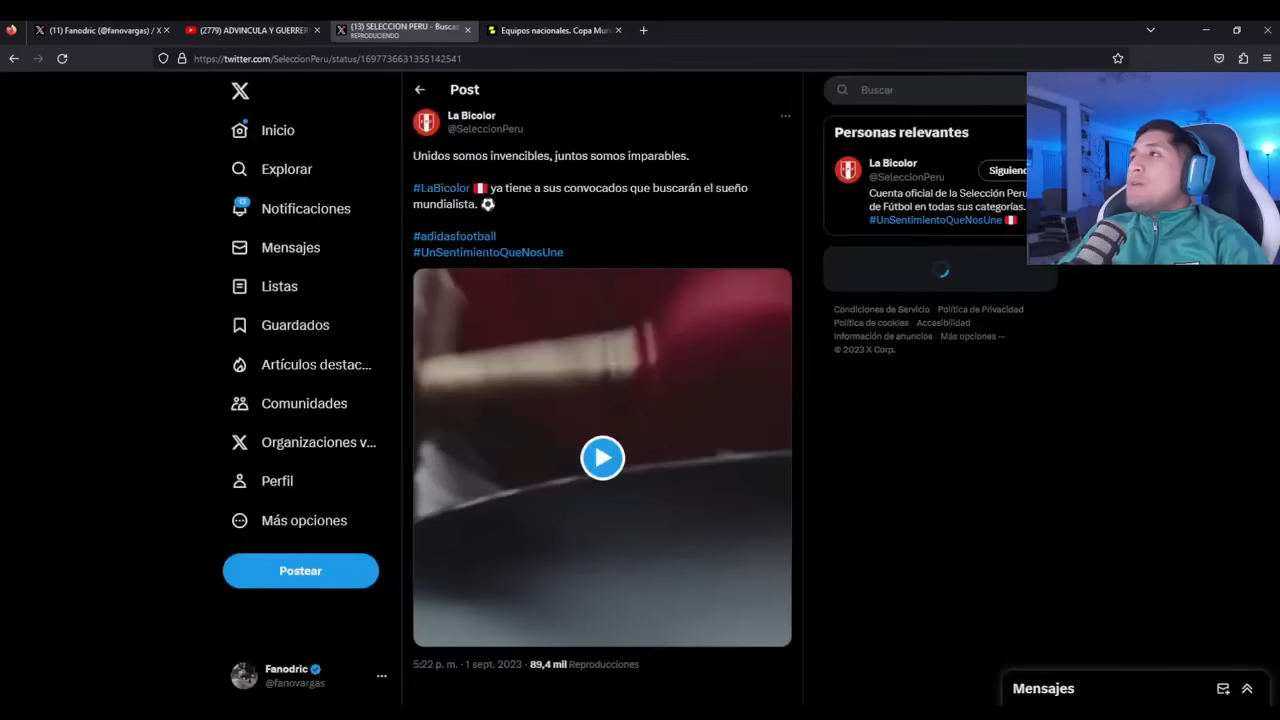 (11) Fanodric (@fanovargas) / X
(2779) ADVINCULA Y GUERRER
(13) SELECCION PERU - Busca
REPRODUCIENDO
Equipos nacionales. Copa Mun
https://twitter.com/SeleccionPeru/status/1697736631355142541
Inicio
Explorar
Notificaciones
Mensajes
Listas
Guardados
Artículos destac...
Comunidades
Organizaciones v...
Perfil
Más opciones
Postear
Fanodric
@fanovargas
Post
La Bicolor
@SeleccionPeru
Unidos somos invencibles, juntos somos imparables.
#LaBicolor 🇵🇪 ya tiene a sus convocados que buscarán el sueño
mundialista. ⚽
#adidasfootball
#UnSentimientoQueNosUne
5:22 p. m. · 1 sept. 2023 · 89,4 mil Reproducciones
Buscar
Personas relevantes
La Bicolor
@SeleccionPeru
Siguiend
Cuenta oficial de la Selección Peru
de Fútbol en todas sus categorías.
#UnSentimientoQueNosUne 🇵🇪
Condiciones de Servicio Política de Privacidad
Política de cookies Accesibilidad
Información de anuncios Más opciones ···
© 2023 X Corp.
Mensajes